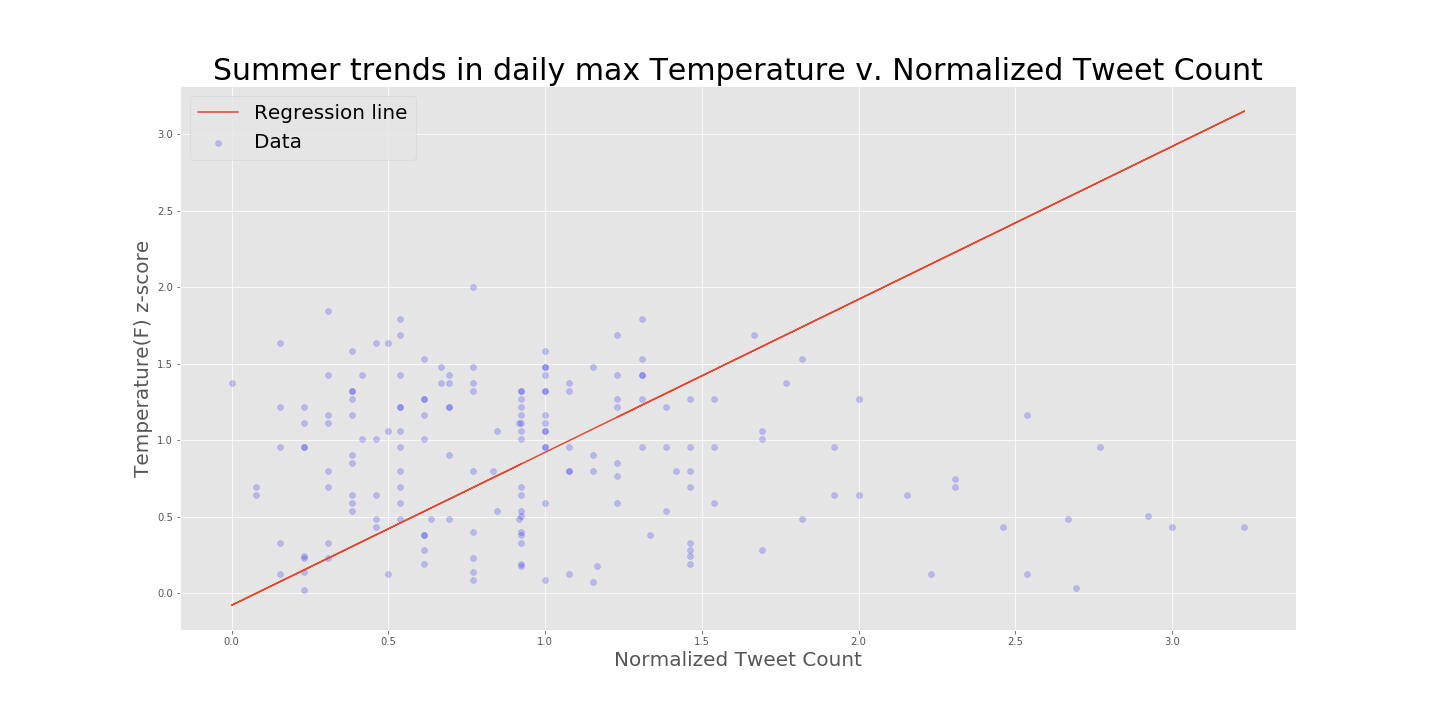 Summer trends in daily max Temperature v. Normalized Tweet Count
Regression line
Data
Temperature(F) z-score
3.0
2.5
2.0
1.5
1.0
0.5
0.0
0.0 0.5 1.0 1.5 2.0 2.5 3.0
Normalized Tweet Count